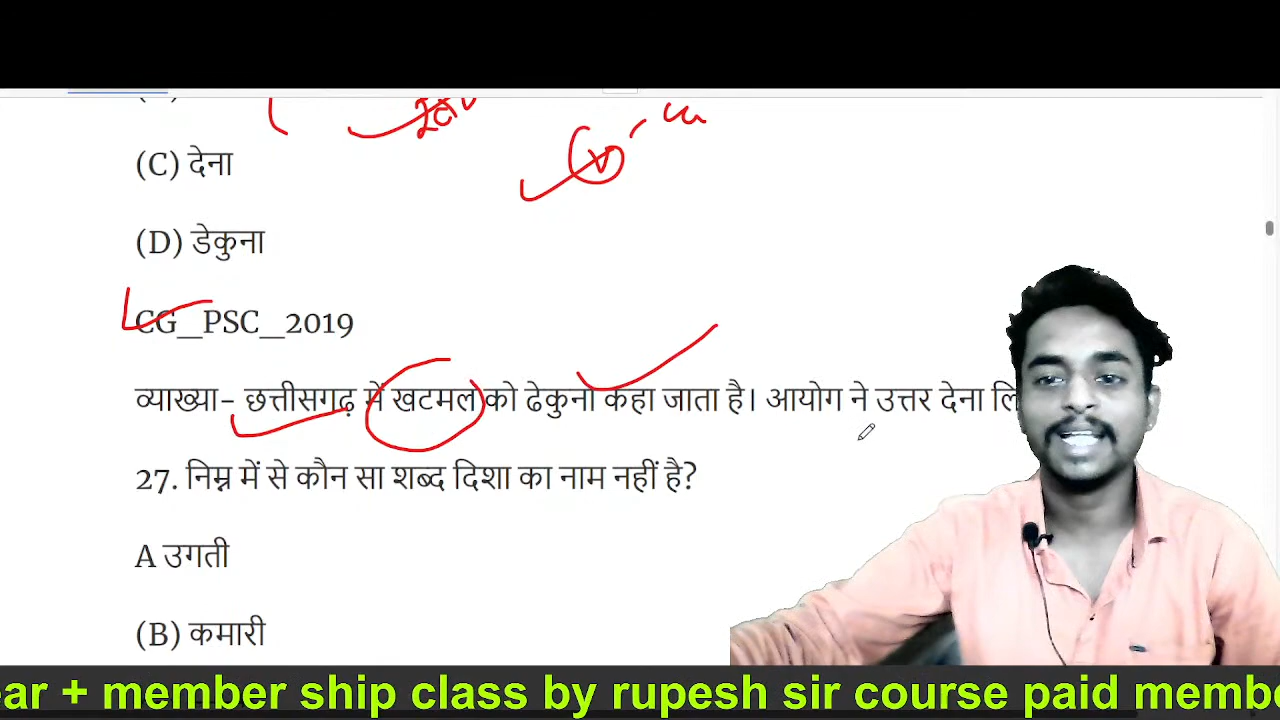 (C) देना
(D) डेकुना
CG_PSC_2019
व्याख्या- छत्तीसगढ़ में खटमल को ढेकुना कहा जाता है। आयोग ने उत्तर देना
27. निम्न में से कौन सा शब्द दिशा का नाम नहीं है?
A उगती
(B) कमारी
ear + member ship class by rupesh sir course paid membe